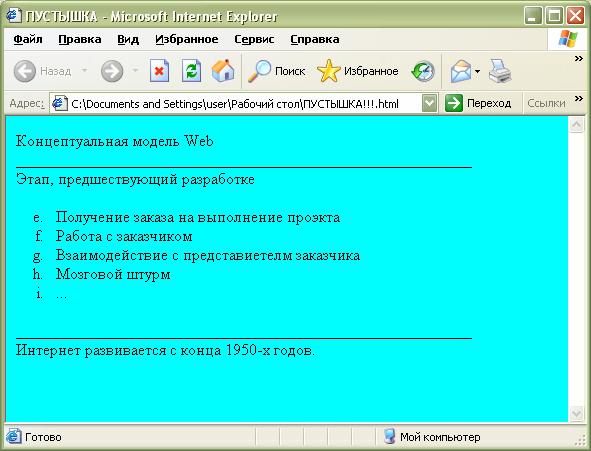 ПУСТЫШКА - Microsoft Internet Explorer
Файл Правка Вид Избранное Сервис Справка
Назад Поиск Избранное
Адрес: C:\Documents and Settings\user\Рабочий стол\ПУСТЫШКА!!!.html Переход Ссылки
Концептуальная модель Web
Этап, предшествующий разработке
e. Получение заказа на выполнение проэкта
f. Работа с заказчиком
g. Взаимодействие с представиетелм заказчика
h. Мозговой штурм
i. ...
Интернет развивается с конца 1950-х годов.
Готово Мой компьютер